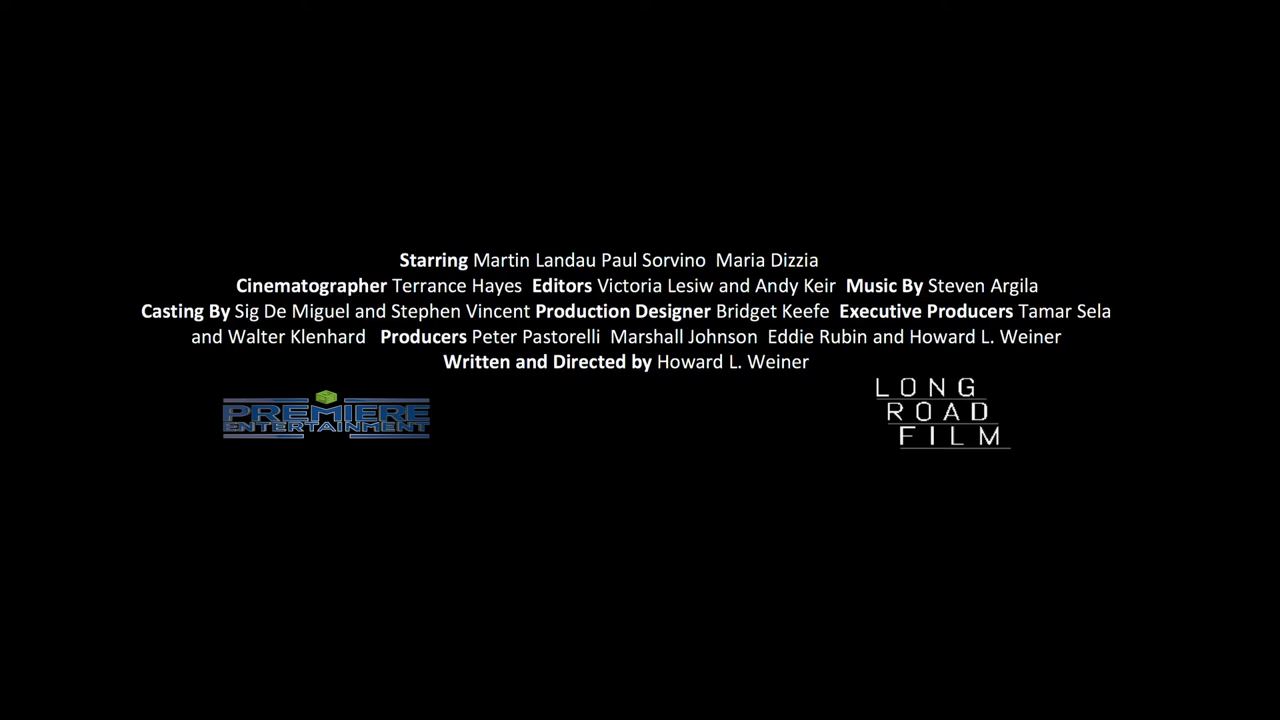 Starring Martin Landau Paul Sorvino Maria Dizzia
Cinematographer Terrance Hayes Editors Victoria Lesiw and Andy Keir Music By Steven Argila
Casting By Sig De Miguel and Stephen Vincent Production Designer Bridget Keefe Executive Producers Tamar Sela
and Walter Klenhard Producers Peter Pastorelli Marshall Johnson Eddie Rubin and Howard L. Weiner
Written and Directed by Howard L. Weiner
PREMIERE
ENTERTAINMENT
LONG
ROAD
FILM